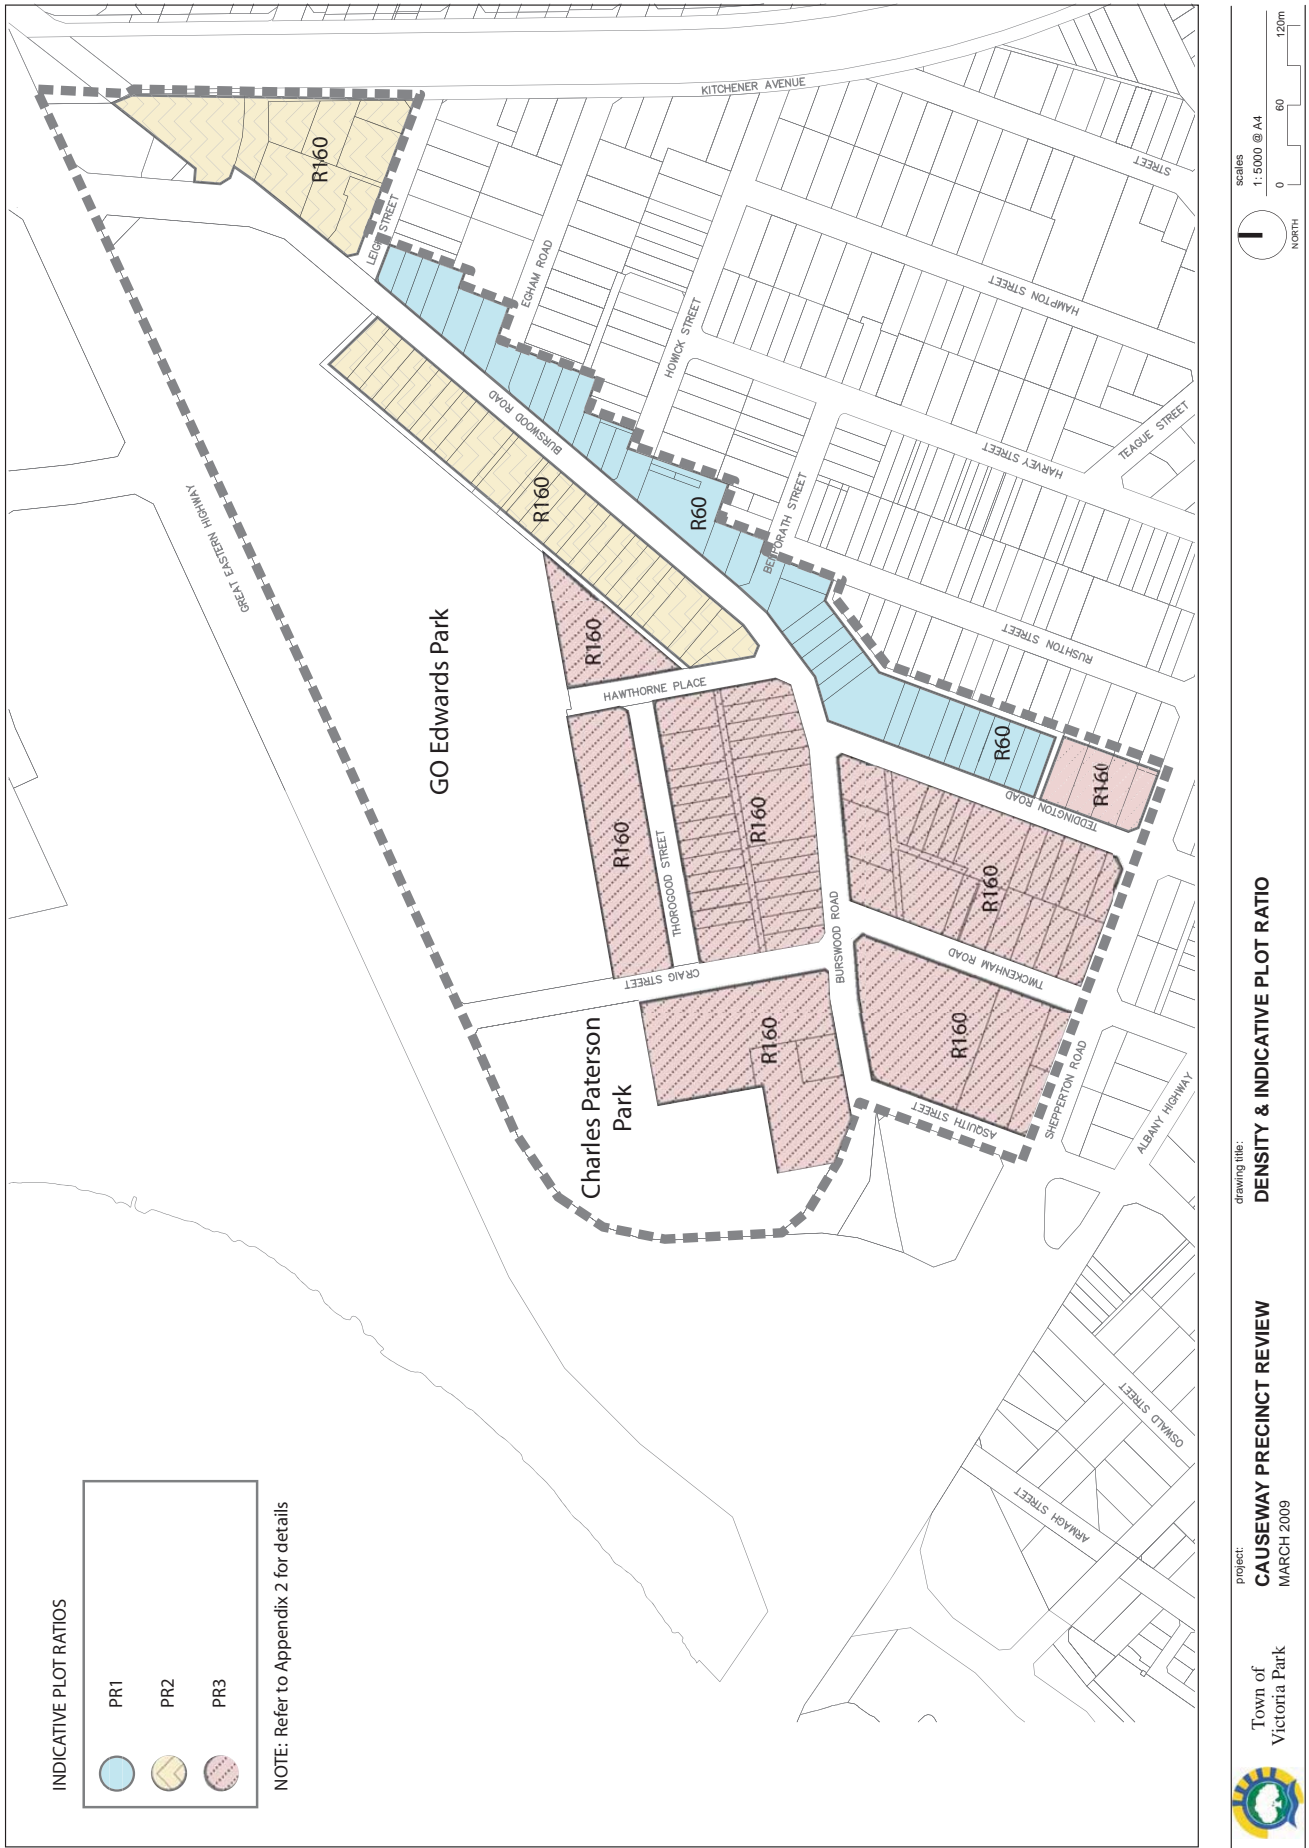 INDICATIVE PLOT RATIOS
PR1
PR2
PR3
NOTE: Refer to Appendix 2 for details
GREAT EASTERN HIGHWAY
GO Edwards Park
Charles Paterson
Park
R160
R160
R160
R160
R160
R160
R160
R160
R160
R60
R60
KITCHENER AVENUE
LEIGH STREET
EGHAM ROAD
HOWICK STREET
BURSWOOD ROAD
STREET
HAMPTON STREET
HARVEY STREET
TEAGUE STREET
BENPORATH STREET
RUSHTON STREET
HAWTHORNE PLACE
THOROGOOD STREET
CRAIG STREET
BURSWOOD ROAD
TEDDINGTON ROAD
TWICKENHAM ROAD
ASQUITH STREET
SHEPPERTON ROAD
ALBANY HIGHWAY
OSWALD STREET
ARMAGH STREET
Town of
Victoria Park
project:
CAUSEWAY PRECINCT REVIEW
MARCH 2009
drawing title:
DENSITY & INDICATIVE PLOT RATIO
NORTH
scales
1: 5000 @ A4
0 60 120m